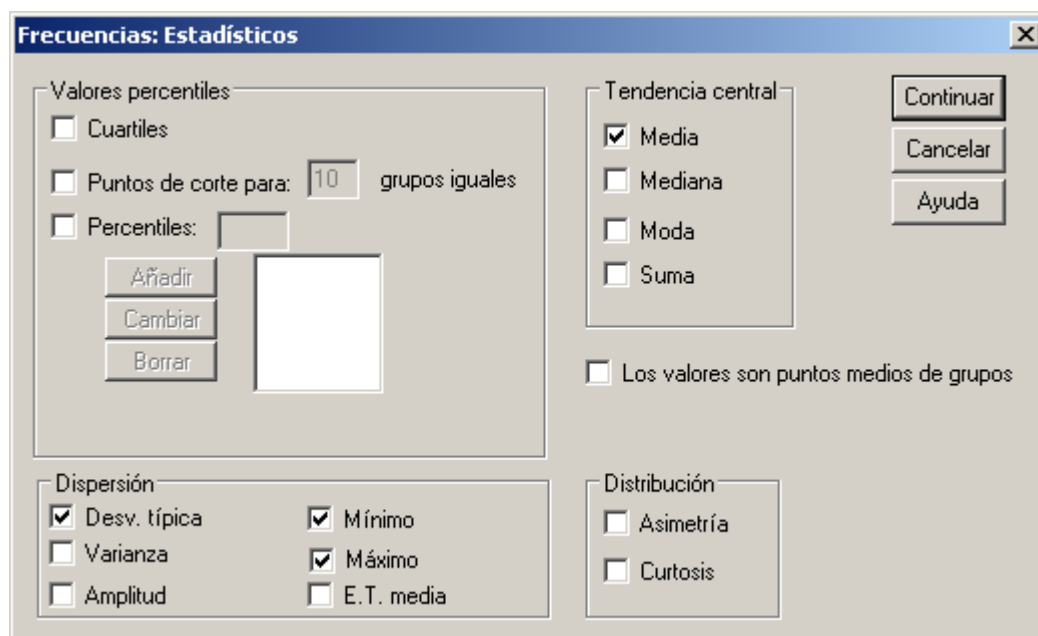 Frecuencias: Estadísticos
Valores percentiles
Cuartiles
Puntos de corte para: 10 grupos iguales
Percentiles:
Añadir
Cambiar
Borrar
Tendencia central
Media
Mediana
Moda
Suma
Continuar
Cancelar
Ayuda
Los valores son puntos medios de grupos
Dispersión
Desv. típica
Mínimo
Varianza
Máximo
Amplitud
E.T. media
Distribución
Asimetría
Curtosis